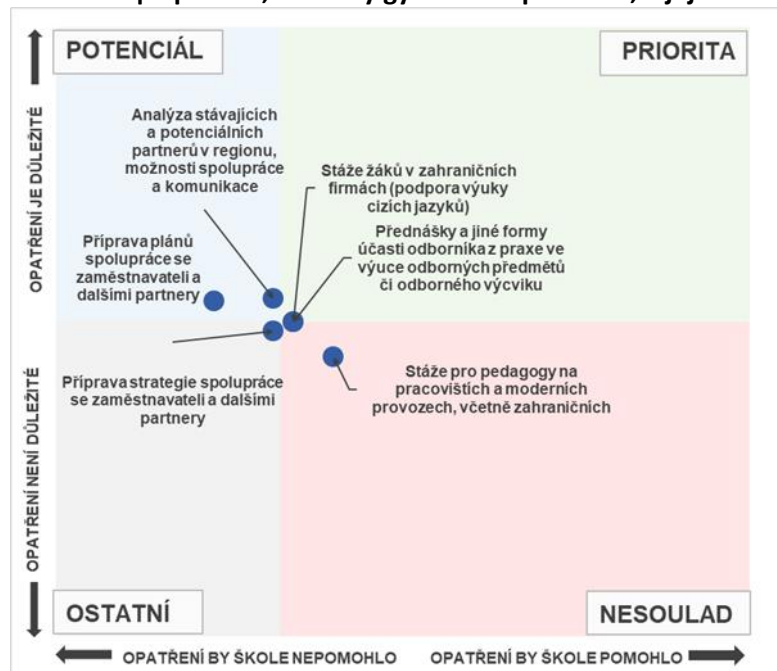 POTENCIÁL
PRIORITA
OPATŘENÍ JE DŮLEŽITÉ
Analýza stávajících
a potenciálních
partnerů v regionu,
možnosti spolupráce
a komunikace
Stáže žáků v zahraničních
firmách (podpora výuky
cizích jazyků)
Přednášky a jiné formy
účasti odborníka z praxe ve
výuce odborných předmětů
či odborného výcviku
Příprava plánů
spolupráce se
zaměstnavateli a
dalšími partnery
Příprava strategie spolupráce
se zaměstnavateli a dalšími
partnery
Stáže pro pedagogy na
pracovištích a moderních
provozech, včetně zahraničních
OPATŘENÍ NENÍ DŮLEŽITÉ
OSTATNÍ
NESOULAD
OPATŘENÍ BY ŠKOLE NEPOMOHLO
OPATŘENÍ BY ŠKOLE POMOHLO